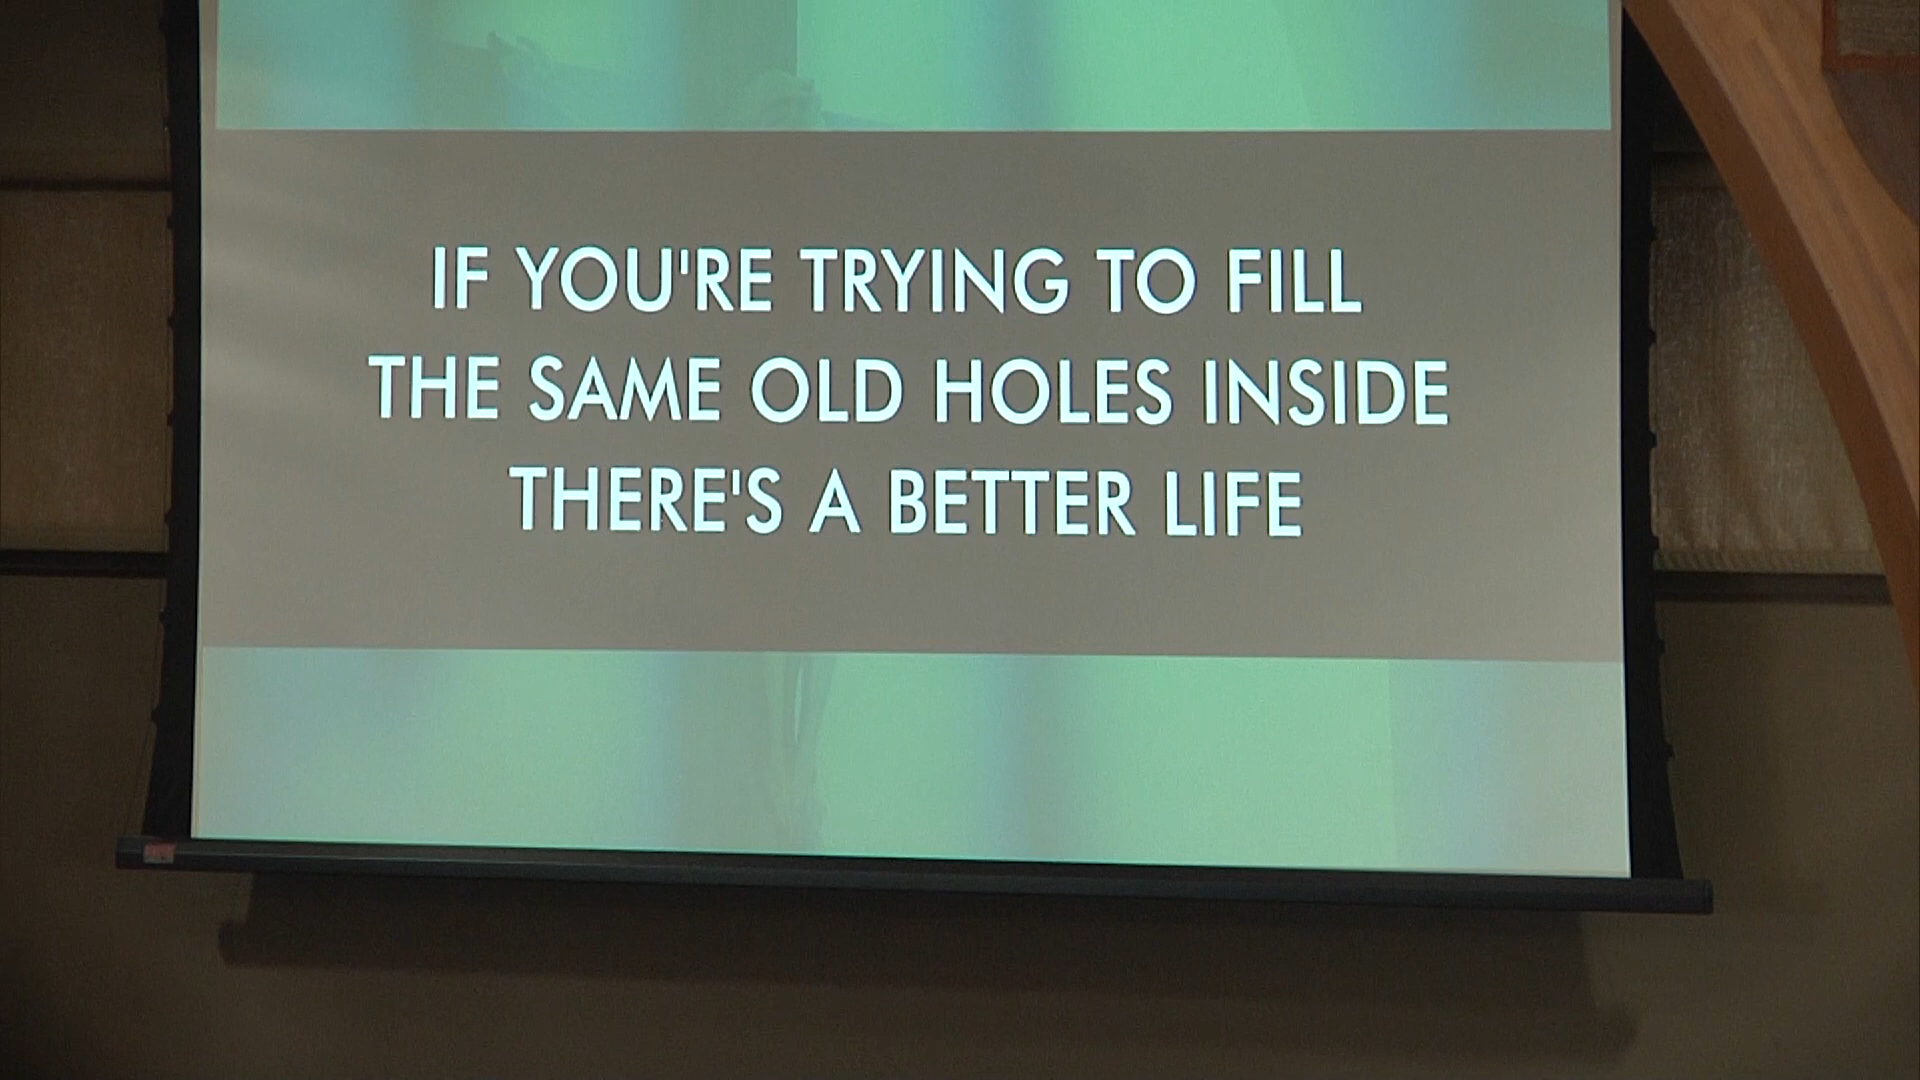 IF YOU'RE TRYING TO FILL
THE SAME OLD HOLES INSIDE
THERE'S A BETTER LIFE